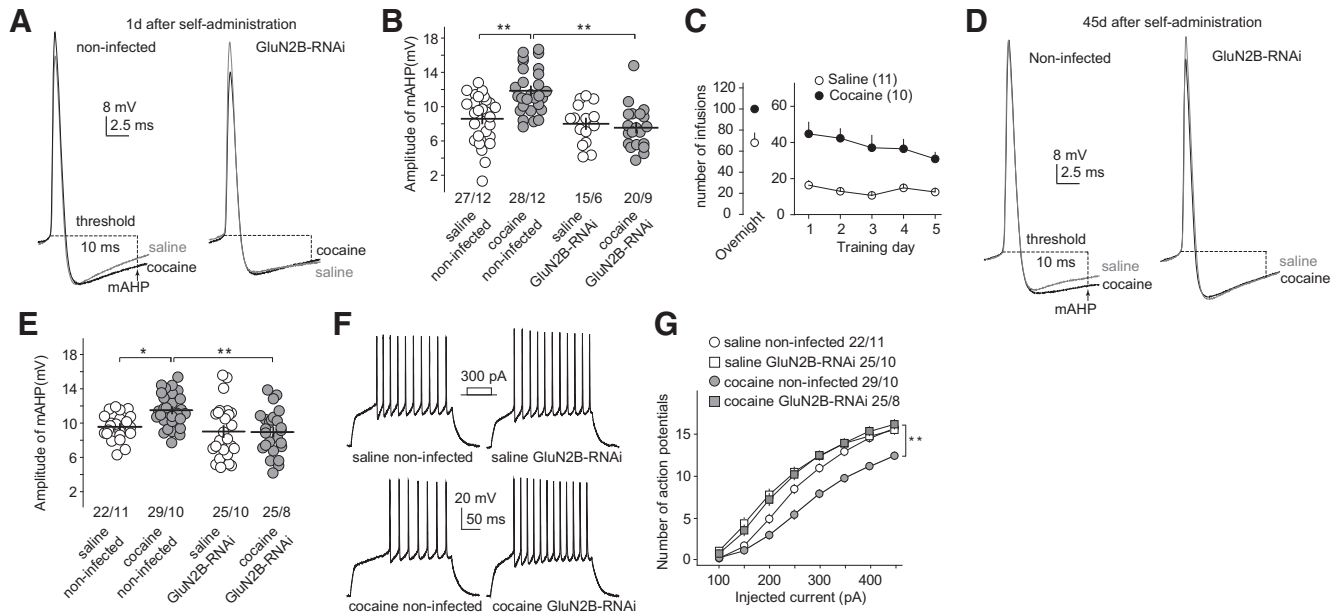 A
1d after self-administration
non-infected
GluN2B-RNAi
8 mV
2.5 ms
threshold
10 ms
saline
cocaine
mAHP
cocaine
saline
B
Amplitude of mAHP(mV)
18
14
10
6
2
**
**
27/12
28/12
15/6
20/9
saline
non-infected
cocaine
non-infected
saline
GluN2B-RNAi
cocaine
GluN2B-RNAi
C
number of infusions
120
100
80
60
40
20
0
Overnight
60
40
20
0
Saline (11)
Cocaine (10)
1 2 3 4 5
Training day
D
45d after self-administration
Non-infected
GluN2B-RNAi
8 mV
2.5 ms
threshold
10 ms
saline
cocaine
mAHP
saline
cocaine
E
Amplitude of mAHP(mV)
18
14
10
6
2
*
**
22/11
29/10
25/10
25/8
saline
non-infected
cocaine
non-infected
saline
GluN2B-RNAi
cocaine
GluN2B-RNAi
F
300 pA
saline non-infected
saline GluN2B-RNAi
20 mV
50 ms
cocaine non-infected
cocaine GluN2B-RNAi
G
saline non-infected 22/11
saline GluN2B-RNAi 25/10
cocaine non-infected 29/10
cocaine GluN2B-RNAi 25/8
Number of action potentials
15
10
5
0
**
100 200 300 400
Injected current (pA)